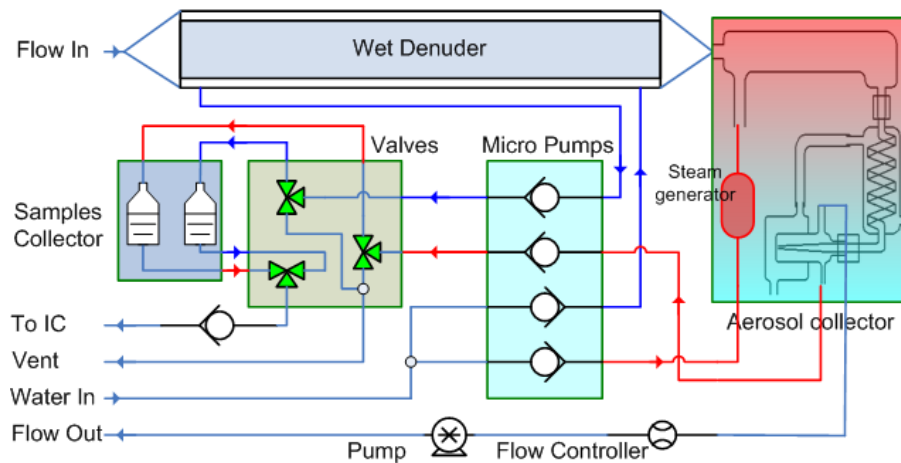 Flow In
Wet Denuder
Valves
Micro Pumps
Steam
generator
Samples
Collector
To IC
Aerosol collector
Vent
Water In
Flow Out
Pump
Flow Controller